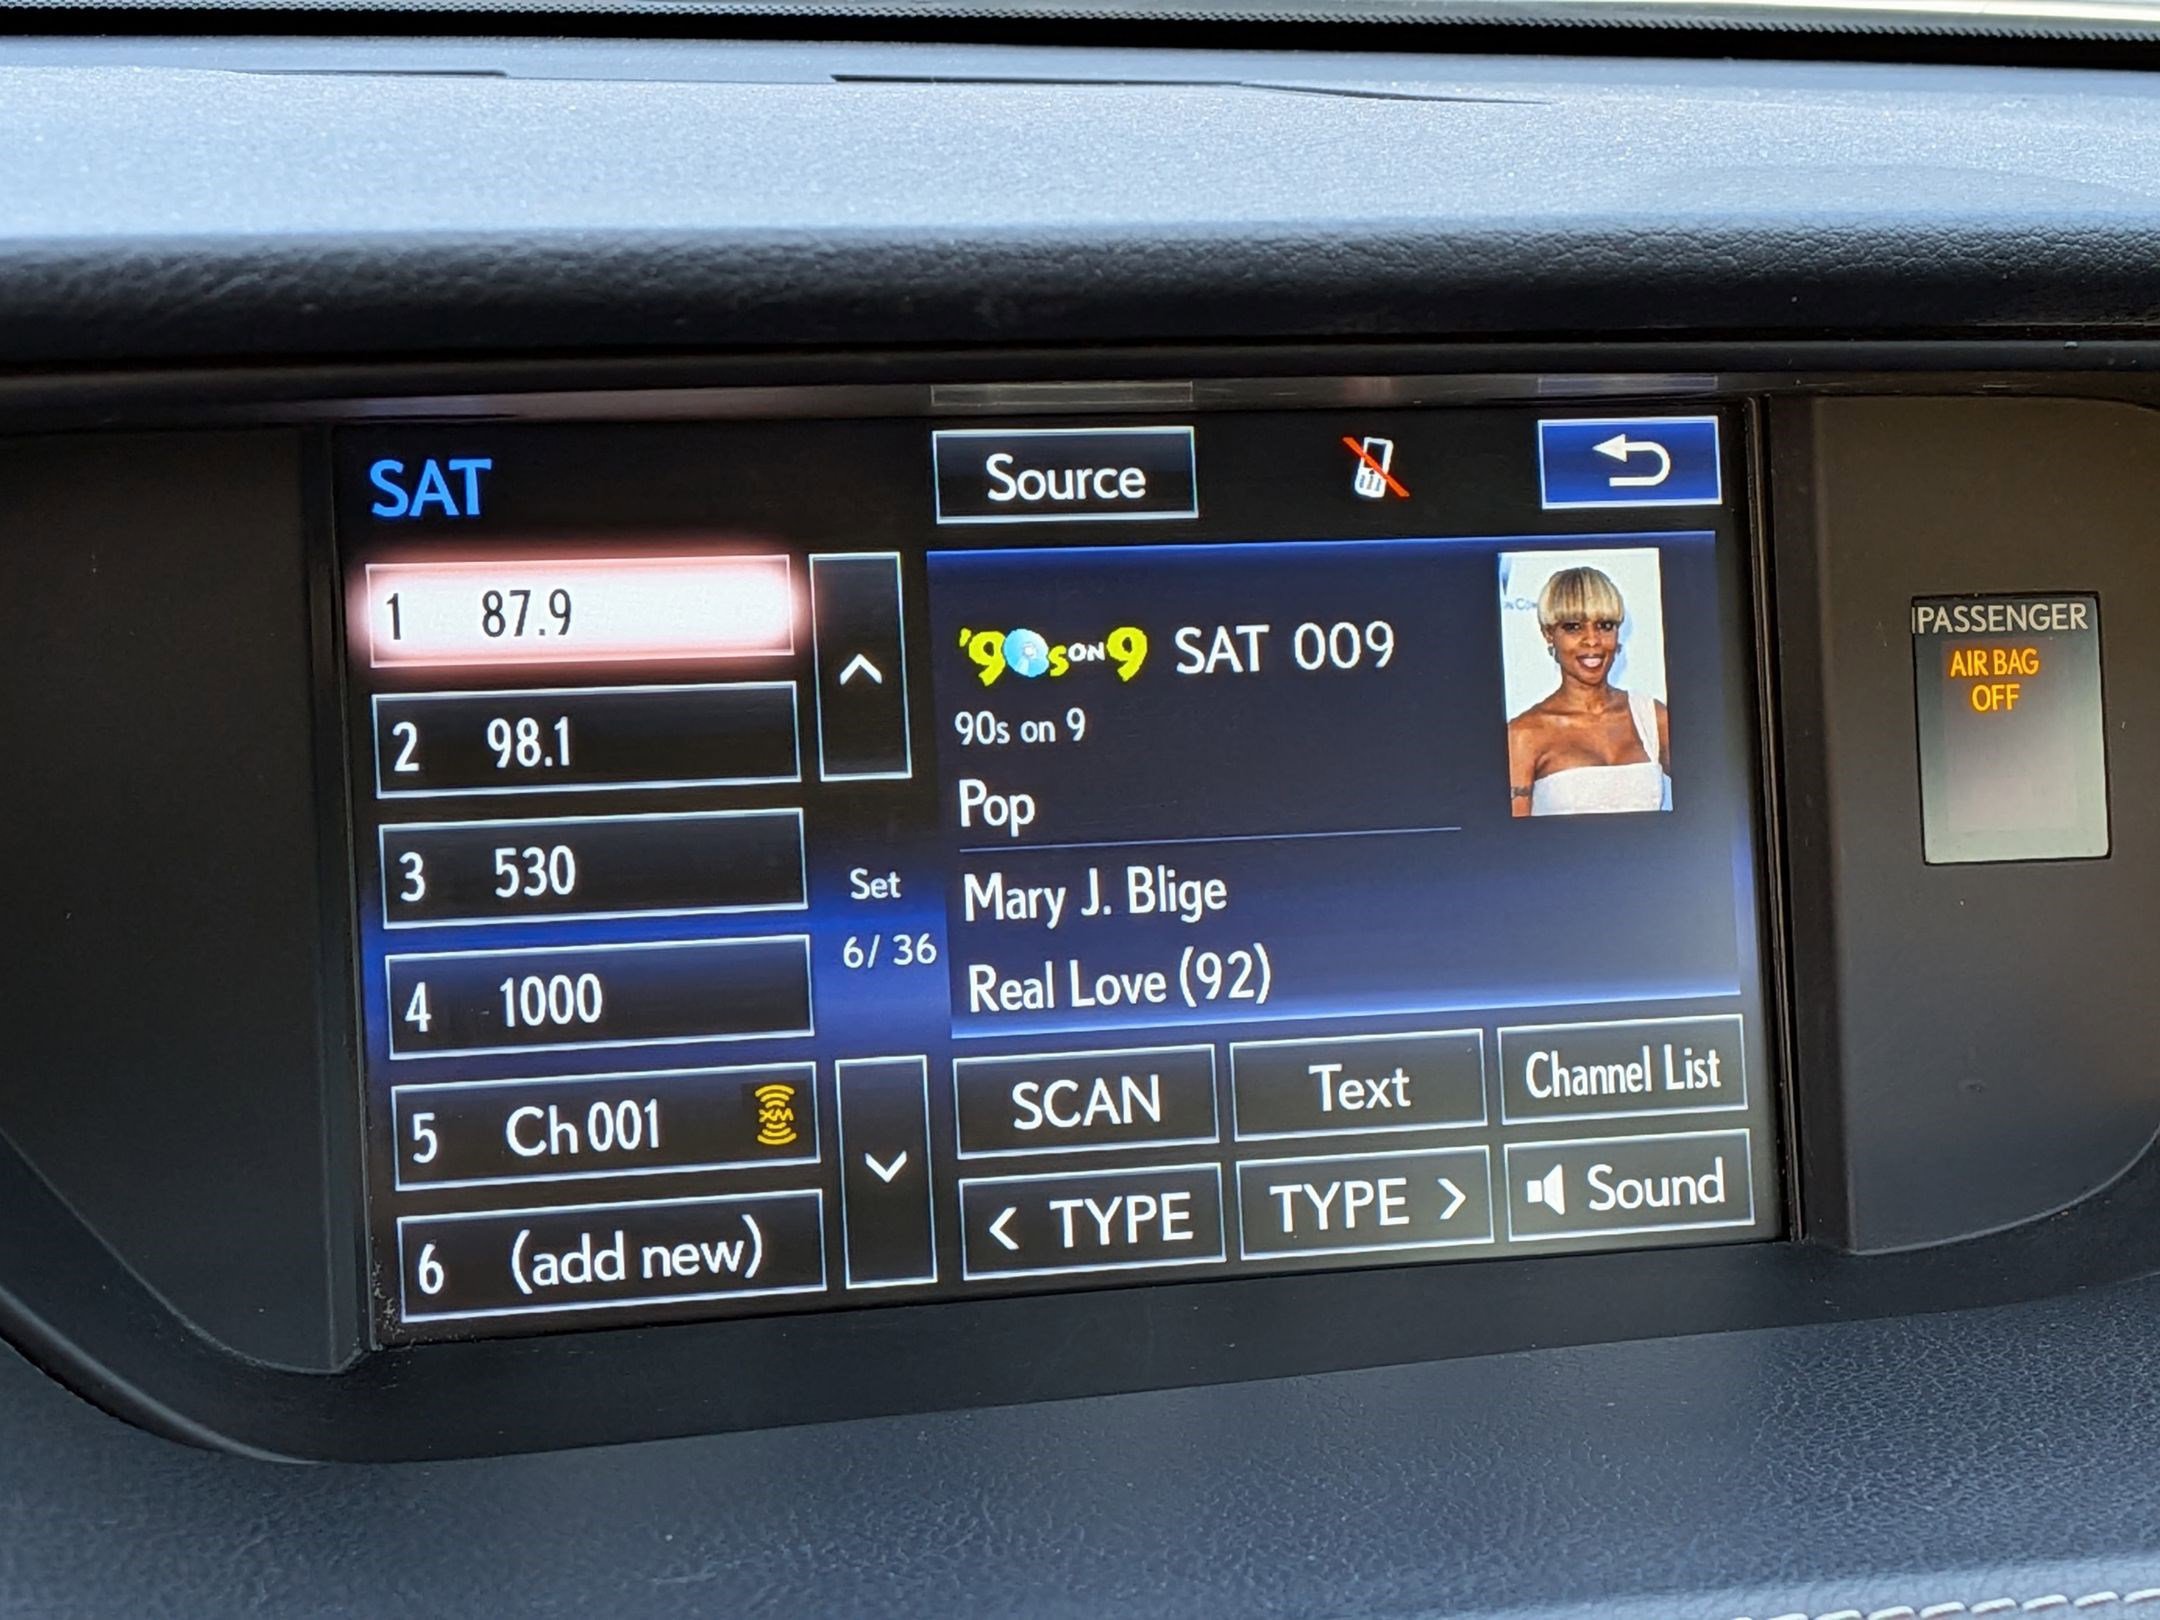 SAT
Source
1 87.9
2 98.1
3 530
4 1000
5 Ch 001 XM
6 (add new)
Set
6/ 36
'90s ON 9 SAT 009
90s on 9
Pop
Mary J. Blige
Real Love (92)
SCAN
Text
Channel List
< TYPE
TYPE >
Sound
PASSENGER
AIR BAG
OFF